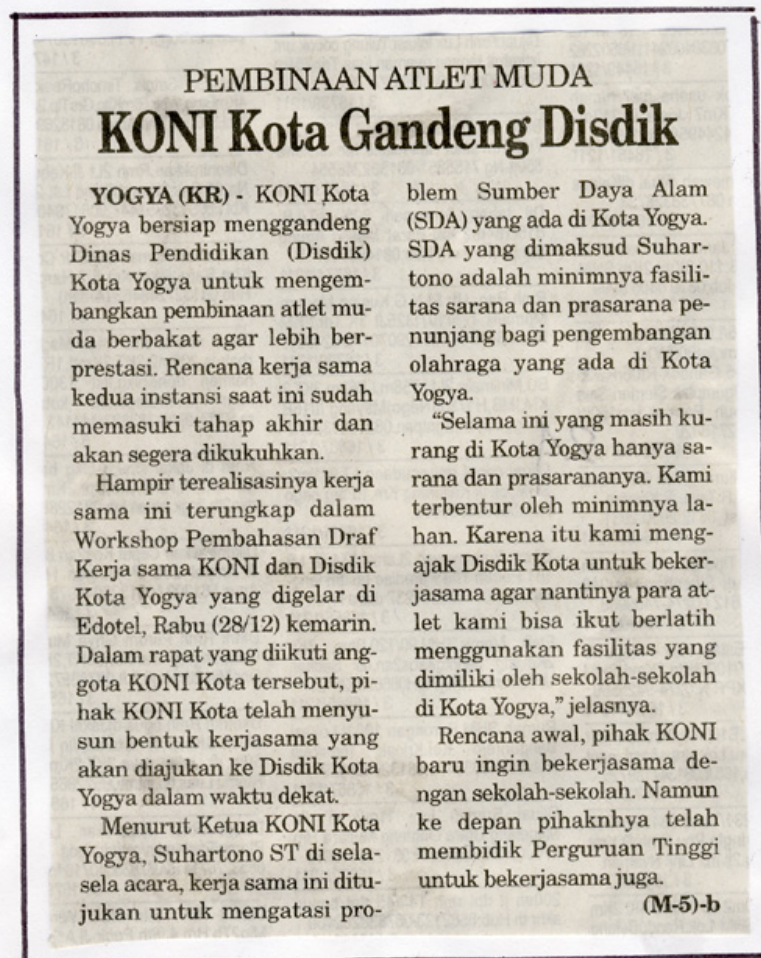 PEMBINAAN ATLET MUDA
KONI Kota Gandeng Disdik
YOGYA (KR) - KONI Kota
Yogya bersiap menggandeng
Dinas Pendidikan (Disdik)
Kota Yogya untuk mengem-
bangkan pembinaan atlet mu-
da berbakat agar lebih ber-
prestasi. Rencana kerja sama
kedua instansi saat ini sudah
memasuki tahap akhir dan
akan segera dikukuhkan.
Hampir terealisasinya kerja
sama ini terungkap dalam
Workshop Pembahasan Draf
Kerja sama KONI dan Disdik
Kota Yogya yang digelar di
Edotel, Rabu (28/12) kemarin.
Dalam rapat yang diikuti ang-
gota KONI Kota tersebut, pi-
hak KONI Kota telah menyu-
sun bentuk kerjasama yang
akan diajukan ke Disdik Kota
Yogya dalam waktu dekat.
Menurut Ketua KONI Kota
Yogya, Suhartono ST di sela-
sela acara, kerja sama ini ditu-
jukan untuk mengatasi pro-
blem Sumber Daya Alam
(SDA) yang ada di Kota Yogya.
SDA yang dimaksud Suhar-
tono adalah minimnya fasili-
tas sarana dan prasarana pe-
nunjang bagi pengembangan
olahraga yang ada di Kota
Yogya.
“Selama ini yang masih ku-
rang di Kota Yogya hanya sa-
rana dan prasarananya. Kami
terbentur oleh minimnya la-
han. Karena itu kami meng-
ajak Disdik Kota untuk beker-
jasama agar nantinya para at-
let kami bisa ikut berlatih
menggunakan fasilitas yang
dimiliki oleh sekolah-sekolah
di Kota Yogya,” jelasnya.
Rencana awal, pihak KONI
baru ingin bekerjasama de-
ngan sekolah-sekolah. Namun
ke depan pihaknhya telah
membidik Perguruan Tinggi
untuk bekerjasama juga.
(M-5)-b